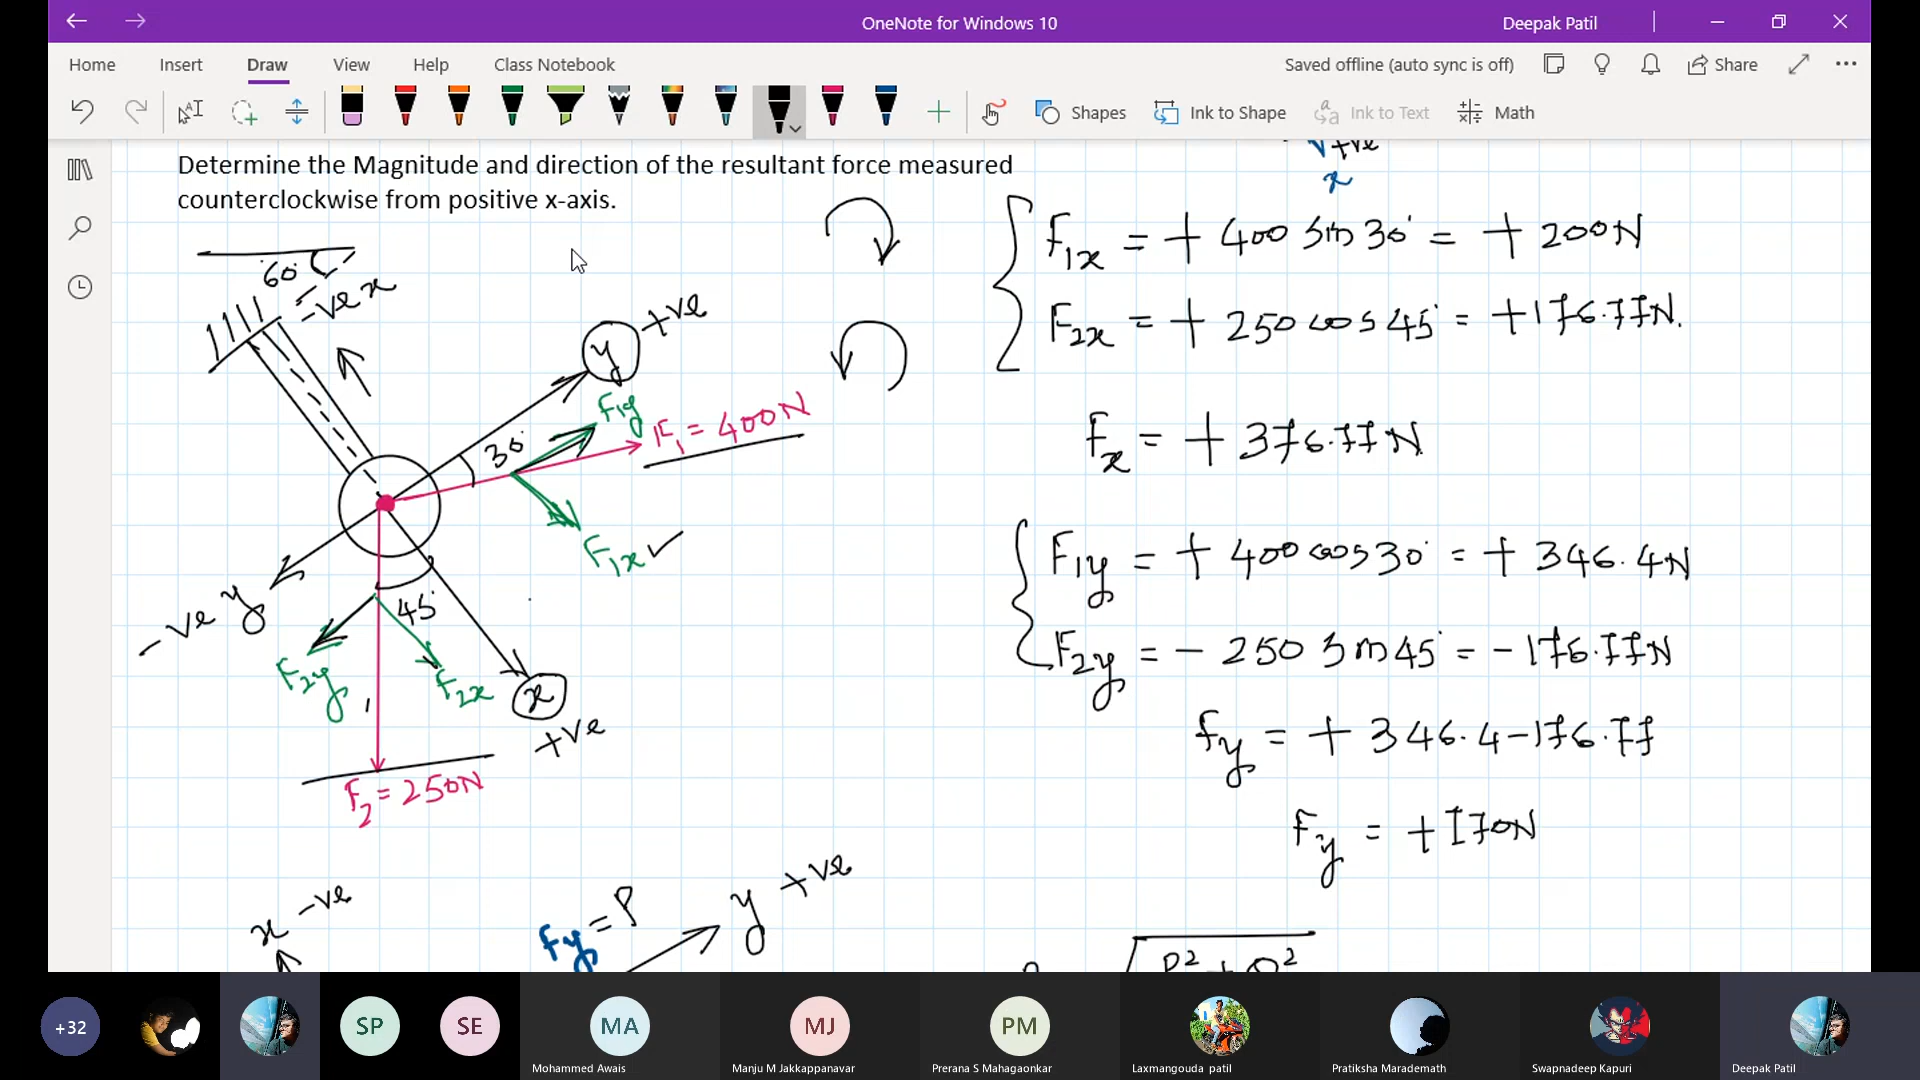 OneNote for Windows 10
Deepak Patil
Home Insert Draw View Help Class Notebook
Saved offline (auto sync is off) Share
Shapes Ink to Shape Ink to Text Math
Determine the Magnitude and direction of the resultant force measured
counterclockwise from positive x-axis.
+ve
x
60°
-ve x
y +ve
30°
F1y
F1 = 400N
F1x ✓
-ve y
45°
F2y
F2x
x
+ve
F2 = 250N
x -ve
Fy = P
y +ve
F1x = + 400 sin 30° = + 200N
F2x = + 250 cos 45° = +176.77N.
Fx = + 376.77N
F1y = + 400 cos 30° = + 346.4N
F2y = - 250 sin 45° = -176.77N
Fy = + 346.4 - 176.77
Fy = + 170N
P² + Q²
+32
SP
SE
MA
Mohammed Awais
MJ
Manju M Jakkappanavar
PM
Prerana S Mahagaonkar
Laxmangouda patil
Pratiksha Marademath
Swapnadeep Kapuri
Deepak Patil